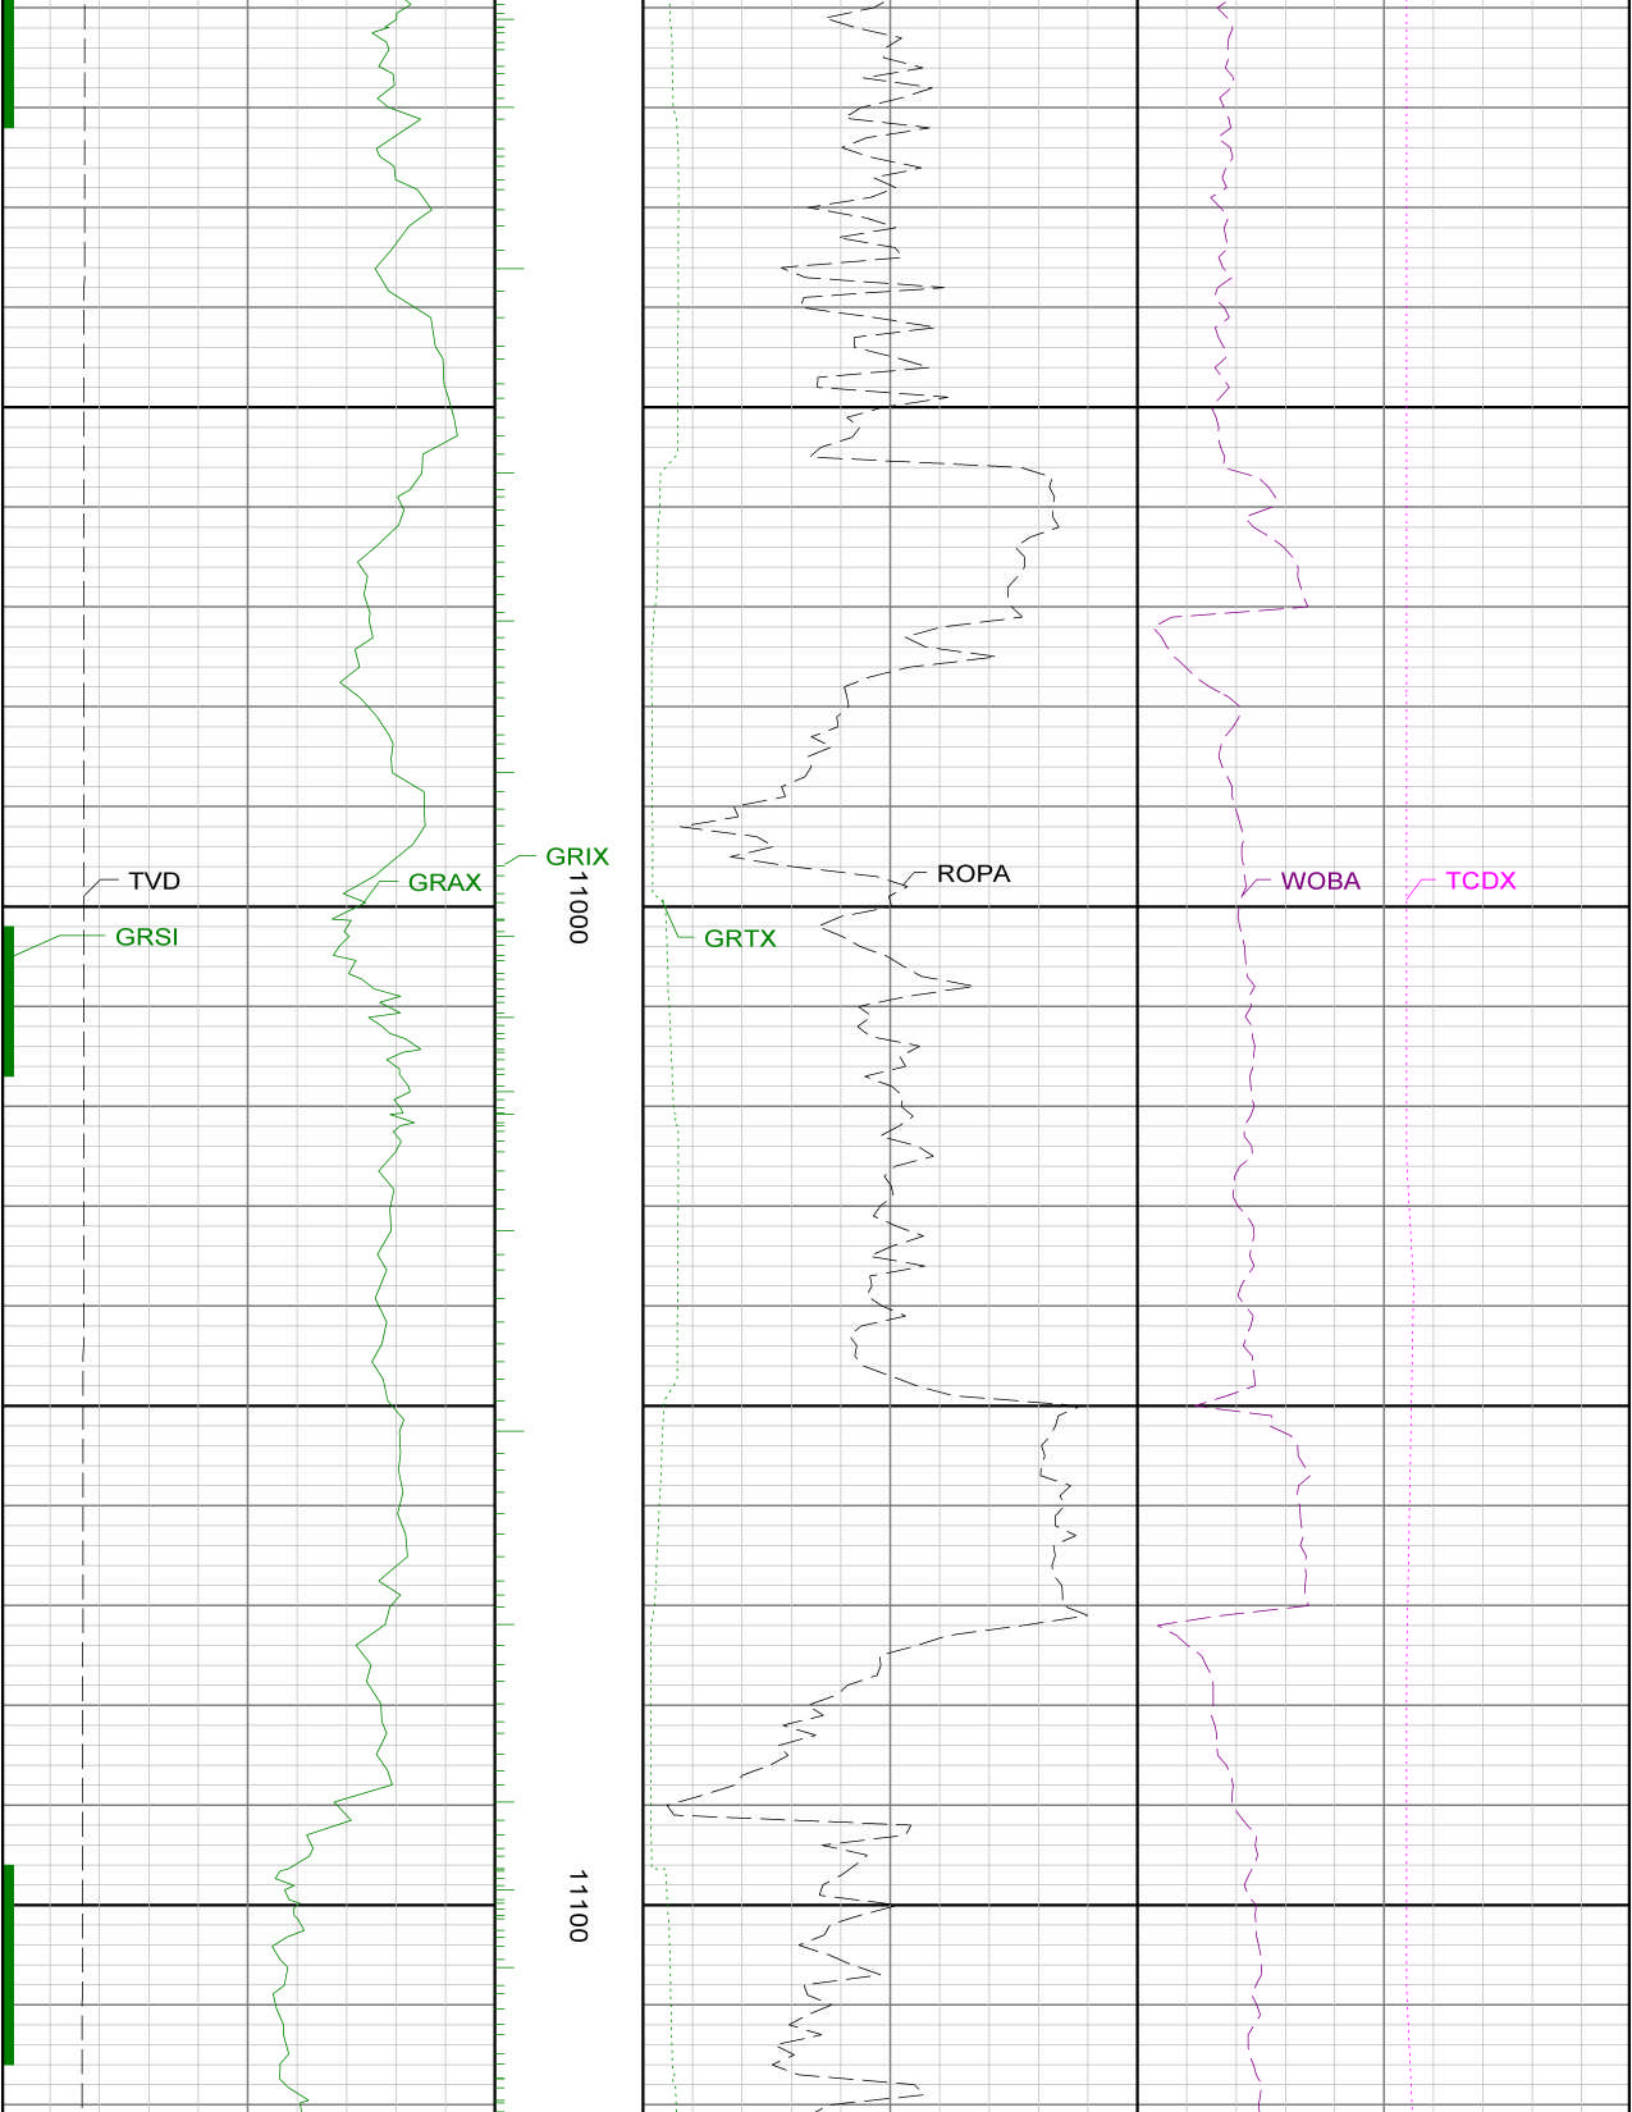 GRIX
11000
ROPA
TVD
GRAX
WOBA
TCDX
GRSI
GRTX
11100